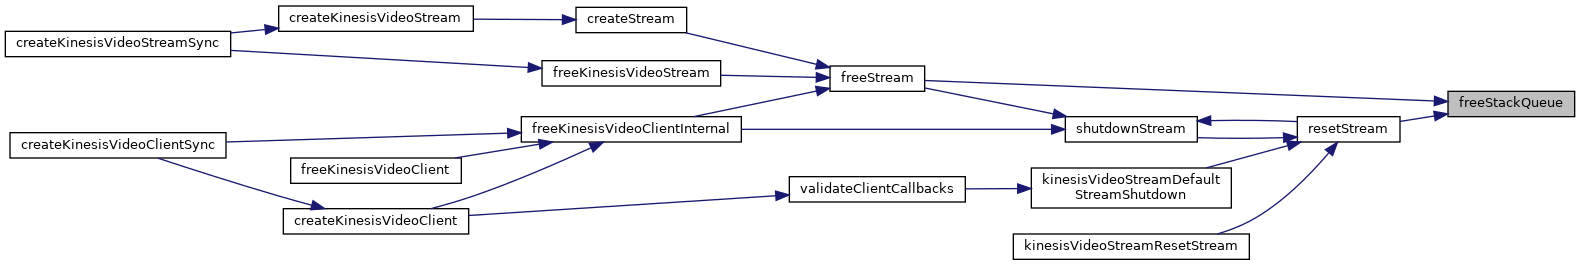 createKinesisVideoStream
createStream
createKinesisVideoStreamSync
freeKinesisVideoStream
freeStream
freeStackQueue
freeKinesisVideoClientInternal
shutdownStream
resetStream
createKinesisVideoClientSync
freeKinesisVideoClient
validateClientCallbacks
kinesisVideoStreamDefault
StreamShutdown
createKinesisVideoClient
kinesisVideoStreamResetStream